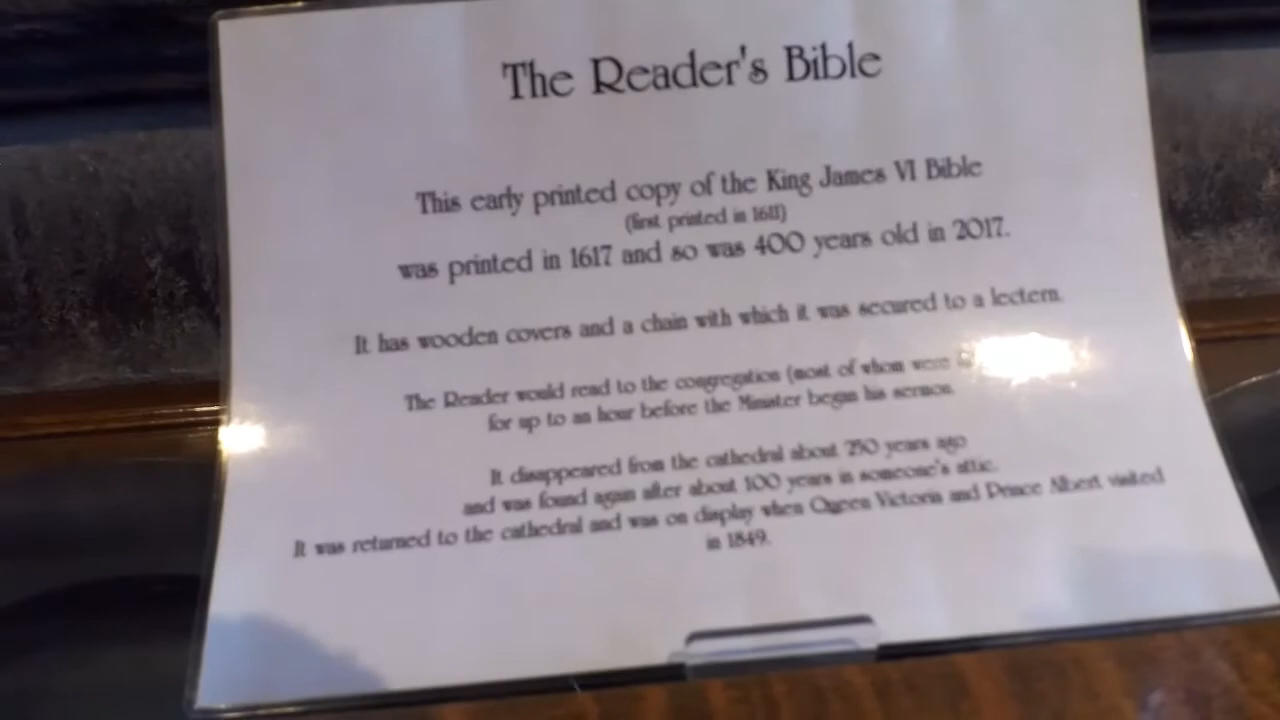 The Reader's Bible
This early printed copy of the King James VI Bible
(first printed in 1611)
was printed in 1617 and so was 400 years old in 2017.
It has wooden covers and a chain with which it was secured to a lectern.
The Reader would read to the congregation (most of whom were
for up to an hour before the Minister began his sermon.
It disappeared from the cathedral about 250 years ago
and was found again after about 100 years in someone's attic.
It was returned to the cathedral and was on display when Queen Victoria and Prince Albert visited
in 1849.